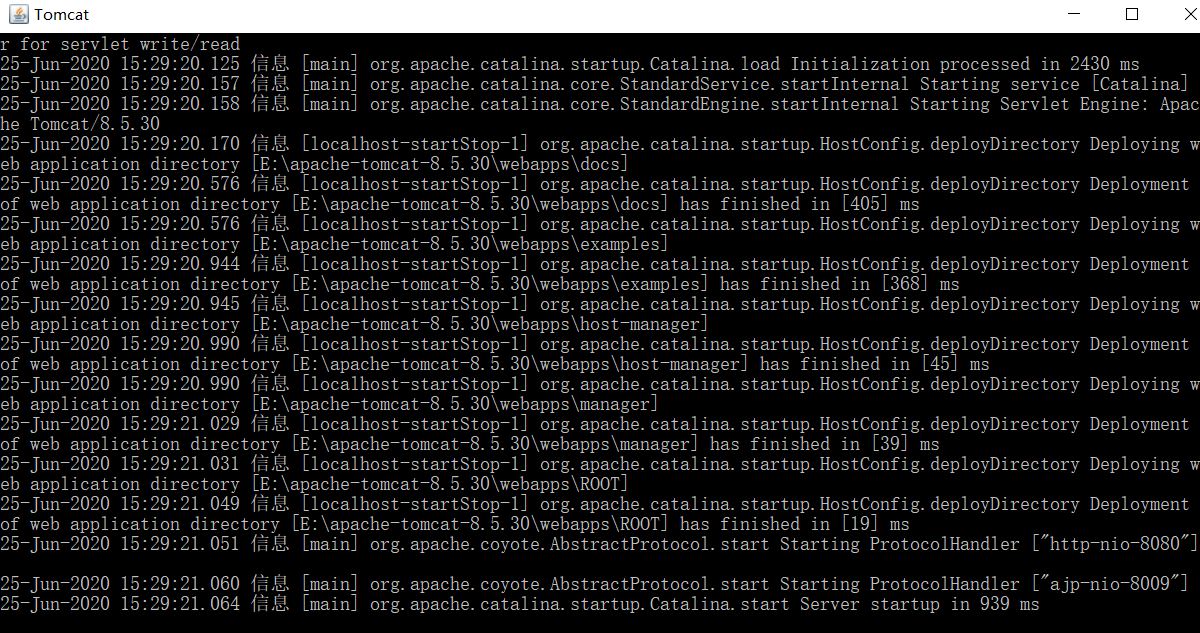 Tomcat
r for servlet write/read
25-Jun-2020 15:29:20.125 信息 [main] org.apache.catalina.startup.Catalina.load Initialization processed in 2430 ms
25-Jun-2020 15:29:20.157 信息 [main] org.apache.catalina.core.StandardService.startInternal Starting service [Catalina]
25-Jun-2020 15:29:20.158 信息 [main] org.apache.catalina.core.StandardEngine.startInternal Starting Servlet Engine: Apac
he Tomcat/8.5.30
25-Jun-2020 15:29:20.170 信息 [localhost-startStop-1] org.apache.catalina.startup.HostConfig.deployDirectory Deploying w
eb application directory [E:\apache-tomcat-8.5.30\webapps\docs]
25-Jun-2020 15:29:20.576 信息 [localhost-startStop-1] org.apache.catalina.startup.HostConfig.deployDirectory Deployment
of web application directory [E:\apache-tomcat-8.5.30\webapps\docs] has finished in [405] ms
25-Jun-2020 15:29:20.576 信息 [localhost-startStop-1] org.apache.catalina.startup.HostConfig.deployDirectory Deploying w
eb application directory [E:\apache-tomcat-8.5.30\webapps\examples]
25-Jun-2020 15:29:20.944 信息 [localhost-startStop-1] org.apache.catalina.startup.HostConfig.deployDirectory Deployment
of web application directory [E:\apache-tomcat-8.5.30\webapps\examples] has finished in [368] ms
25-Jun-2020 15:29:20.945 信息 [localhost-startStop-1] org.apache.catalina.startup.HostConfig.deployDirectory Deploying w
eb application directory [E:\apache-tomcat-8.5.30\webapps\host-manager]
25-Jun-2020 15:29:20.990 信息 [localhost-startStop-1] org.apache.catalina.startup.HostConfig.deployDirectory Deployment
of web application directory [E:\apache-tomcat-8.5.30\webapps\host-manager] has finished in [45] ms
25-Jun-2020 15:29:20.990 信息 [localhost-startStop-1] org.apache.catalina.startup.HostConfig.deployDirectory Deploying w
eb application directory [E:\apache-tomcat-8.5.30\webapps\manager]
25-Jun-2020 15:29:21.029 信息 [localhost-startStop-1] org.apache.catalina.startup.HostConfig.deployDirectory Deployment
of web application directory [E:\apache-tomcat-8.5.30\webapps\manager] has finished in [39] ms
25-Jun-2020 15:29:21.031 信息 [localhost-startStop-1] org.apache.catalina.startup.HostConfig.deployDirectory Deploying w
eb application directory [E:\apache-tomcat-8.5.30\webapps\ROOT]
25-Jun-2020 15:29:21.049 信息 [localhost-startStop-1] org.apache.catalina.startup.HostConfig.deployDirectory Deployment
of web application directory [E:\apache-tomcat-8.5.30\webapps\ROOT] has finished in [19] ms
25-Jun-2020 15:29:21.051 信息 [main] org.apache.coyote.AbstractProtocol.start Starting ProtocolHandler ["http-nio-8080"]
25-Jun-2020 15:29:21.060 信息 [main] org.apache.coyote.AbstractProtocol.start Starting ProtocolHandler ["ajp-nio-8009"]
25-Jun-2020 15:29:21.064 信息 [main] org.apache.catalina.startup.Catalina.start Server startup in 939 ms